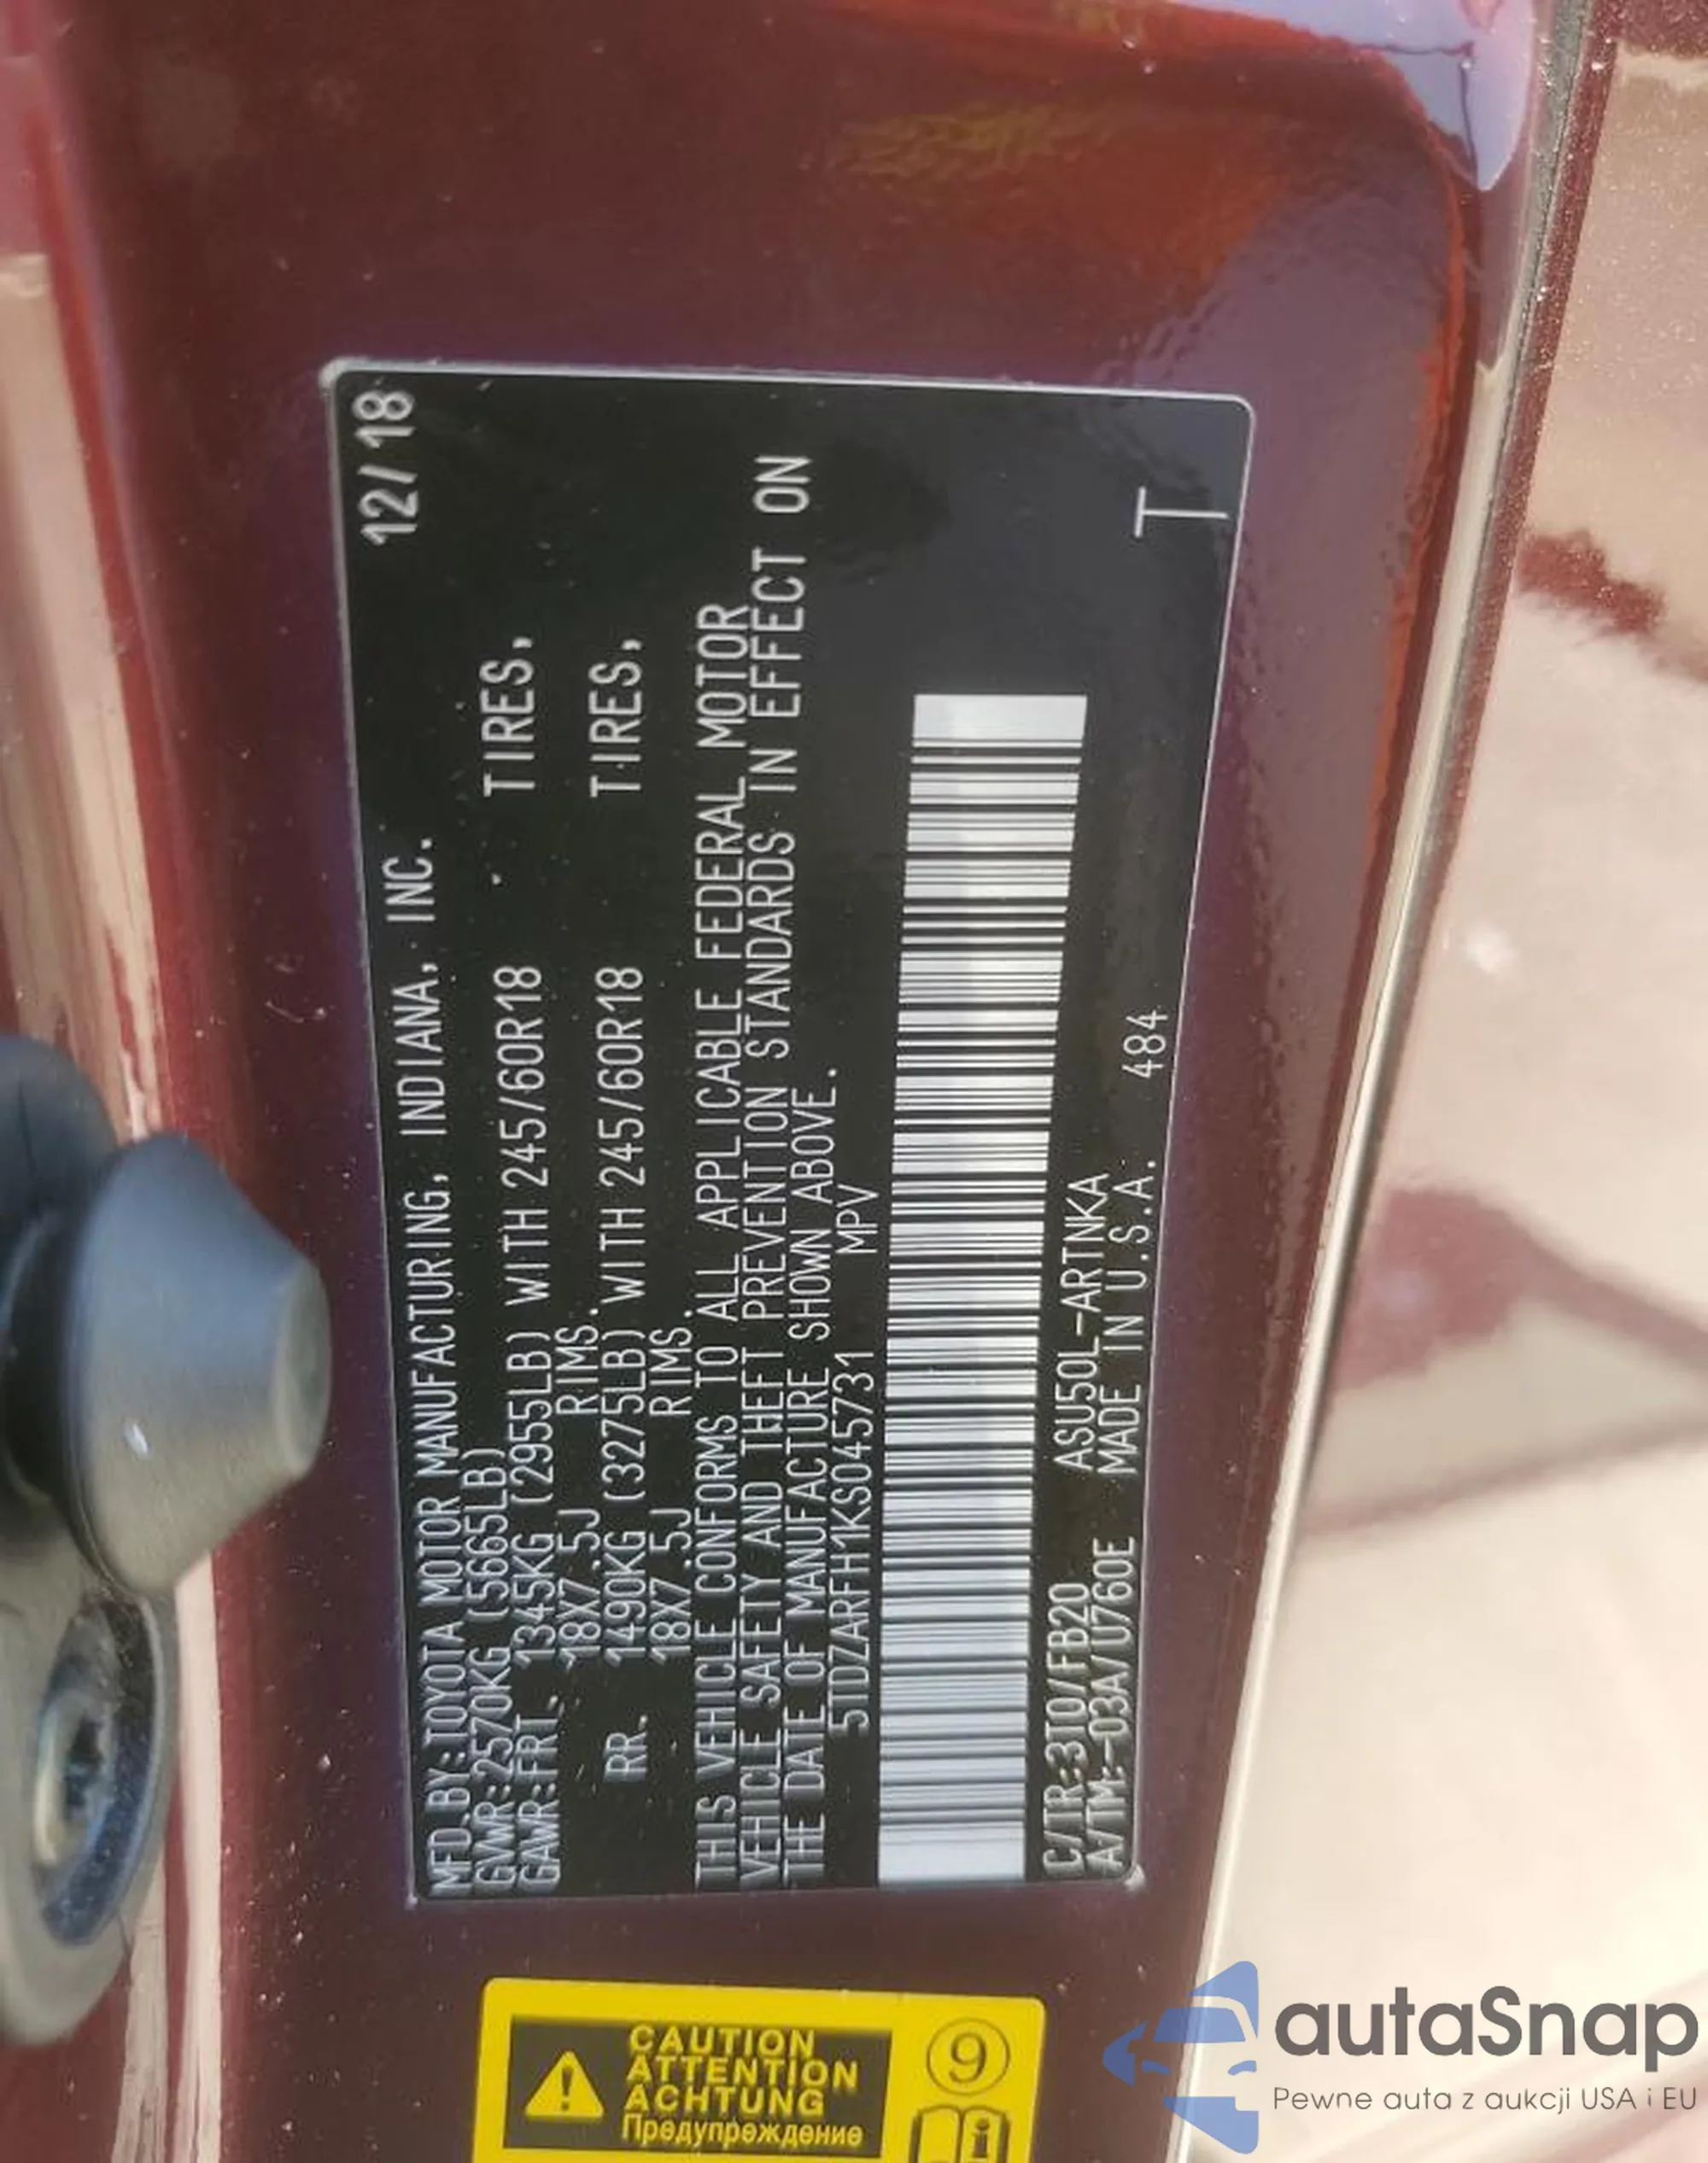 12/18
MFD.BY:TOYOTA MOTOR MANUFACTURING, INDIANA, INC.
GVWR:2570KG (5665LB)
GAWR:FRT. 1345KG (2955LB) WITH 245/60R18 TIRES,
18X7.5J RIMS.
RR. 1490KG (3275LB) WITH 245/60R18 TIRES,
18X7.5J RIMS.
THIS VEHICLE CONFORMS TO ALL APPLICABLE FEDERAL MOTOR
VEHICLE SAFETY AND THEFT PREVENTION STANDARDS IN EFFECT ON
THE DATE OF MANUFACTURE SHOWN ABOVE.
5TDZARFH1KS045731 MPV
C/TR:3T0/FB20 ASU50L-ARTNKA
A/TM:-03A/U760E MADE IN U.S.A. 484
T
CAUTION
ATTENTION
ACHTUNG
Предупреждение
9
autaSnap
Pewne auta z aukcji USA i EU